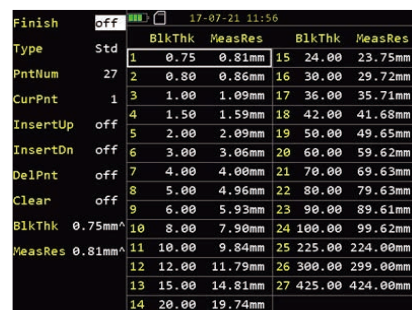 Finish off
Type Std
PntNum 27
CurPnt 1
InsertUp off
InsertDn off
DelPnt off
Clear off
BlkThk 0.75mm^
MeasRes 0.81mm^
17-07-21 11:56
BlkThk MeasRes BlkThk MeasRes
1 0.75 0.81mm 15 24.00 23.75mm
2 0.80 0.86mm 16 30.00 29.72mm
3 1.00 1.09mm 17 36.00 35.71mm
4 1.50 1.59mm 18 42.00 41.68mm
5 2.00 2.09mm 19 50.00 49.65mm
6 3.00 3.06mm 20 60.00 59.62mm
7 4.00 4.00mm 21 70.00 69.63mm
8 5.00 4.96mm 22 80.00 79.63mm
9 6.00 5.93mm 23 90.00 89.61mm
10 8.00 7.90mm 24 100.00 99.62mm
11 10.00 9.84mm 25 225.00 224.00mm
12 12.00 11.79mm 26 300.00 299.00mm
13 15.00 14.81mm 27 425.00 424.00mm
14 20.00 19.74mm